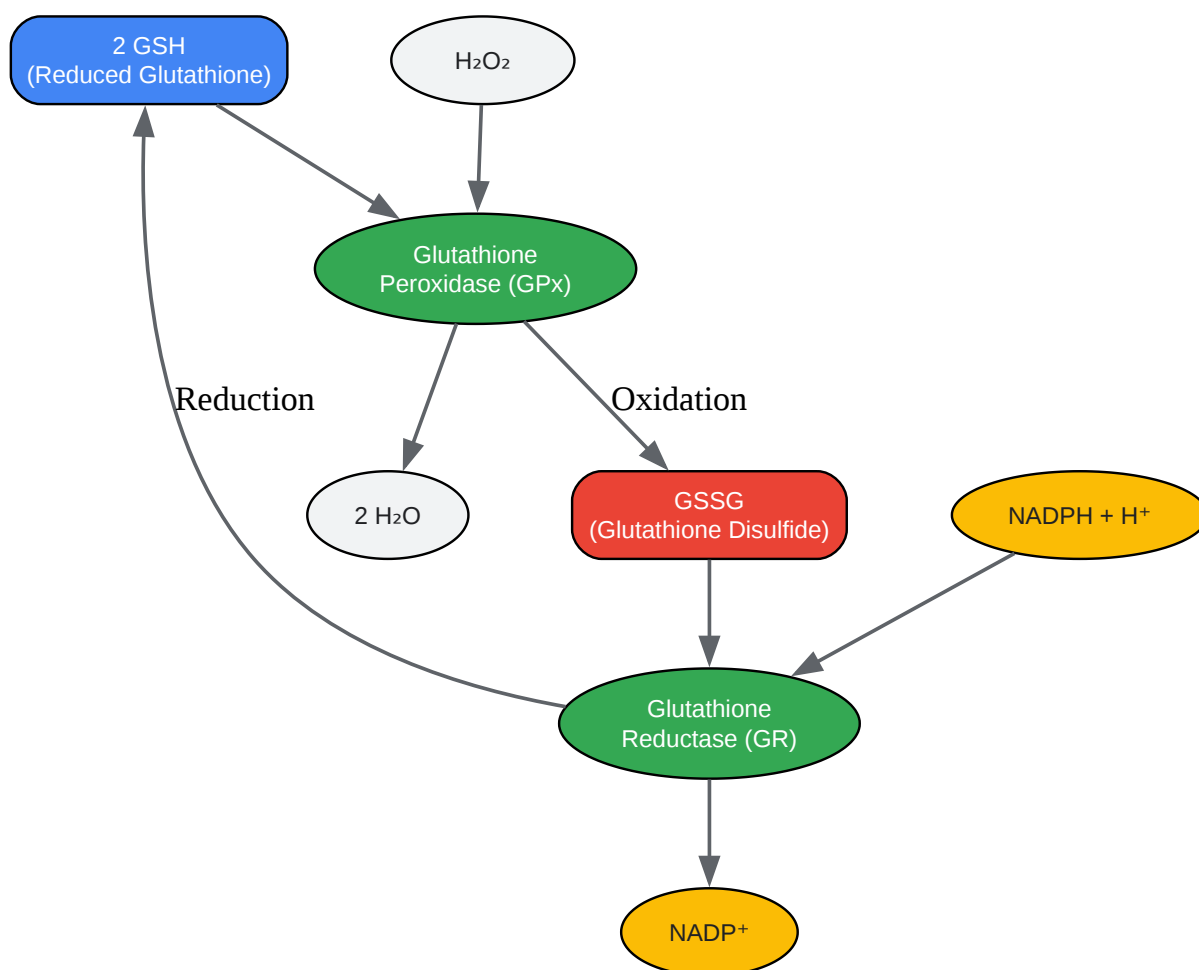 2 GSH
(Reduced Glutathione)
H₂O₂
Glutathione
Peroxidase (GPx)
Reduction
Oxidation
2 H₂O
GSSG
(Glutathione Disulfide)
NADPH + H⁺
Glutathione
Reductase (GR)
NADP⁺